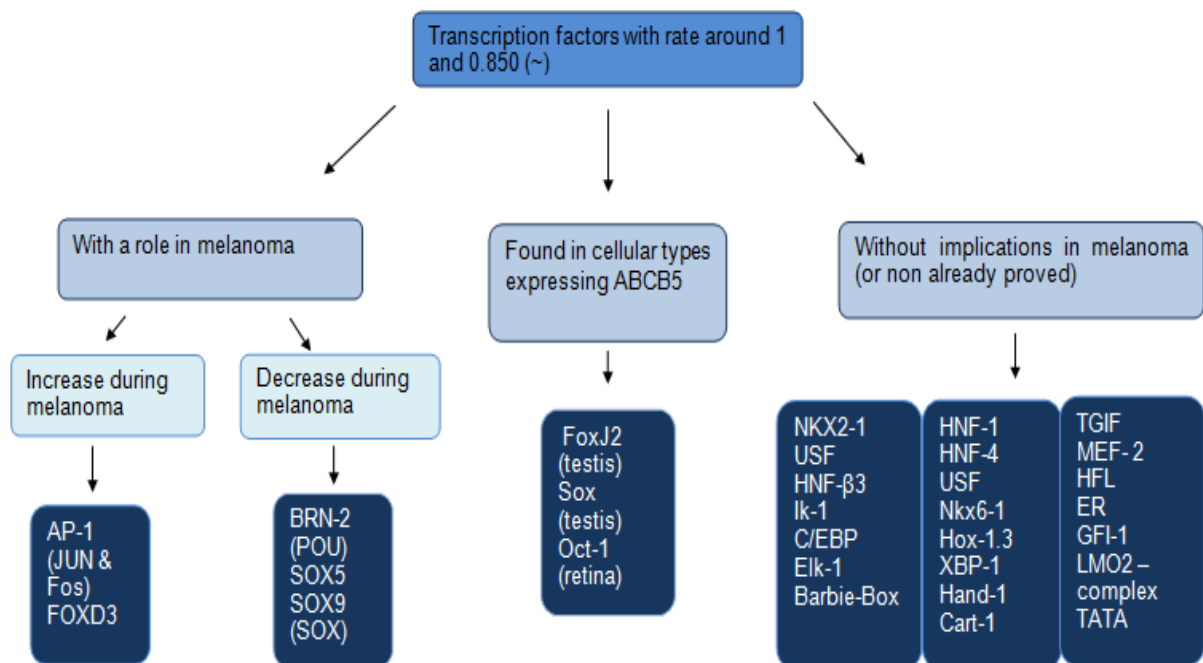 Transcription factors with rate around 1
and 0.850 (~)
With a role in melanoma
Found in cellular types
expressing ABCB5
Without implications in melanoma
(or non already proved)
Increase during
melanoma
Decrease during
melanoma
AP-1
(JUN &
Fos)
FOXD3
BRN-2
(POU)
SOX5
SOX9
(SOX)
FoxJ2
(testis)
Sox
(testis)
Oct-1
(retina)
NKX2-1
USF
HNF-β3
Ik-1
C/EBP
Elk-1
Barbie-Box
HNF-1
HNF-4
USF
Nkx6-1
Hox-1.3
XBP-1
Hand-1
Cart-1
TGIF
MEF- 2
HFL
ER
GFI-1
LMO2 –
complex
TATA